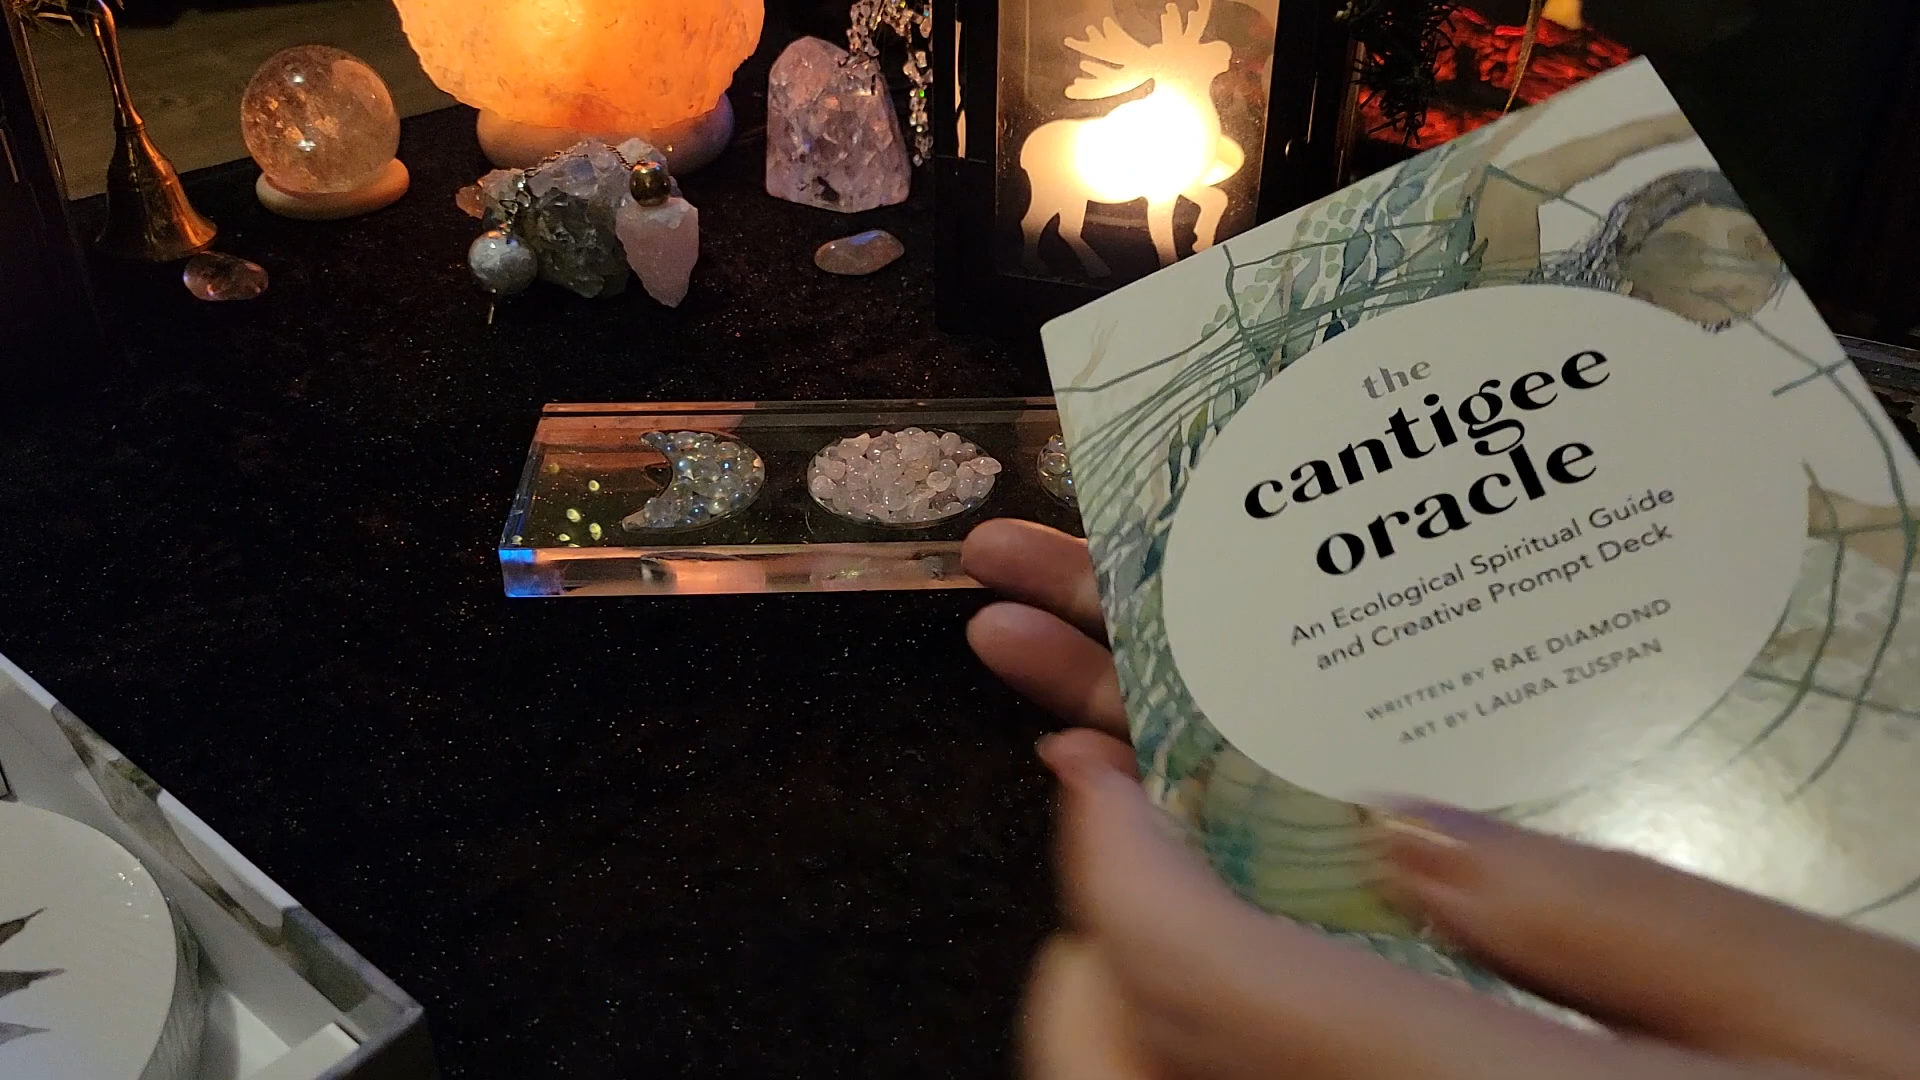 the
cantigee
oracle
An Ecological Spiritual Guide
and Creative Prompt Deck
WRITTEN BY RAE DIAMOND
ART BY LAURA ZUSPAN